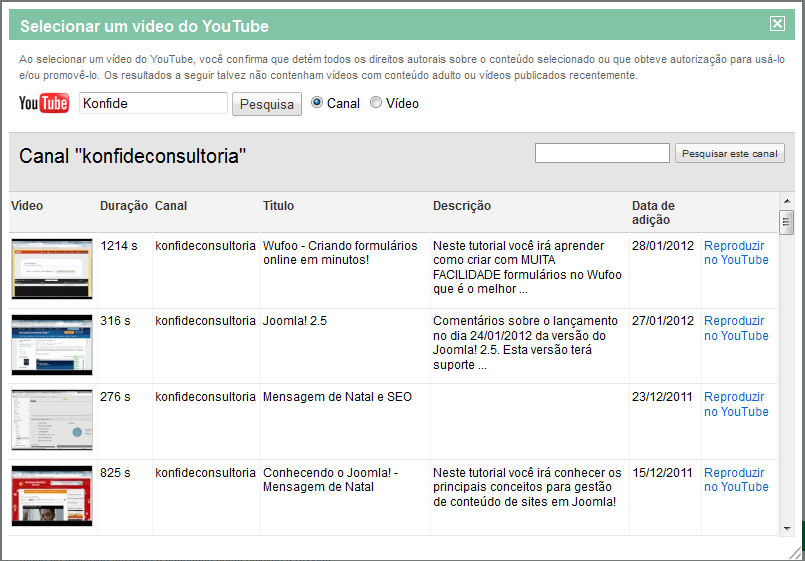 Selecionar um vídeo do YouTube
Ao selecionar um vídeo do YouTube, você confirma que detém todos os direitos autorais sobre o conteúdo selecionado ou que obteve autorização para usá-lo
e/ou promovê-lo. Os resultados a seguir talvez não contenham vídeos com conteúdo adulto ou vídeos publicados recentemente.
YouTube Konfide Pesquisa Canal Vídeo
Canal "konfideconsultoria" Pesquisar este canal
Vídeo Duração Canal Título Descrição Data de
adição
1214 s konfideconsultoria Wufoo - Criando formulários Neste tutorial você irá aprender 28/01/2012 Reproduzir
online em minutos! como criar com MUITA no YouTube
FACILIDADE formulários no Wufoo
que é o melhor ...
316 s konfideconsultoria Joomla! 2.5 Comentários sobre o lançamento 27/01/2012 Reproduzir
no dia 24/01/2012 da versão do no YouTube
Joomla! 2.5. Esta versão terá
suporte ...
276 s konfideconsultoria Mensagem de Natal e SEO 23/12/2011 Reproduzir
no YouTube
825 s konfideconsultoria Conhecendo o Joomla! - Neste tutorial você irá conhecer os 15/12/2011 Reproduzir
Mensagem de Natal principais conceitos para gestão no YouTube
de conteúdo de sites em Joomla!